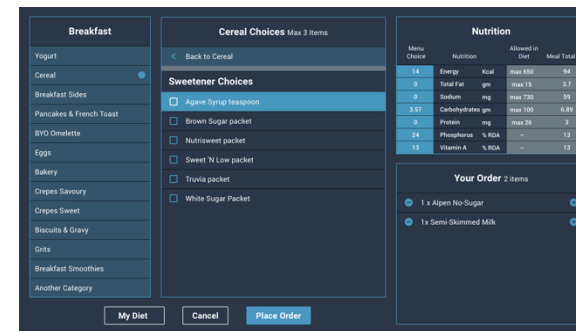 Breakfast
Yogurt
Cereal
Breakfast Sides
Pancakes & French Toast
BYO Omelette
Eggs
Bakery
Crepes Savoury
Crepes Sweet
Biscuits & Gravy
Grits
Breakfast Smoothies
Another Category
Cereal Choices Max 3 Items
< Back to Cereal
Sweetener Choices
Agave Syrup teaspoon
Brown Sugar packet
Nutrisweet packet
Sweet 'N Low packet
Truvia packet
White Sugar Packet
My Diet
Cancel
Place Order
Nutrition
Menu Choice Nutrition Allowed in Diet Meal Total
14 Energy Kcal max 650 94
0 Total Fat gm max 15 3.7
0 Sodium mg max 730 59
3.57 Carbohydrates gm max 100 6.89
0 Protein mg max 26 3
24 Phosphorus % RDA – 13
13 Vitamin A % RDA – 13
Your Order 2 items
1 x Alpen No-Sugar
1x Semi-Skimmed Milk